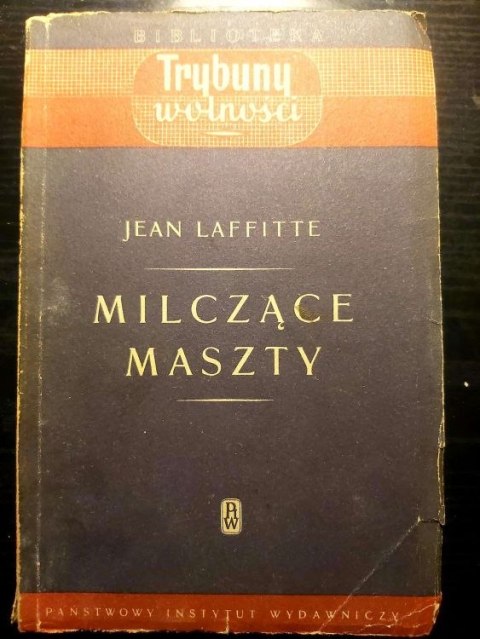 BIBLIOTEKA
Trybuny
wolności
JEAN LAFFITTE
MILCZĄCE
MASZTY
PIW
PAŃSTWOWY INSTYTUT WYDAWNICZY